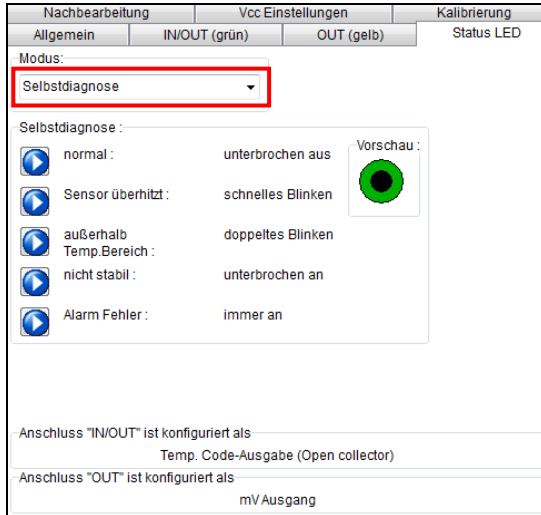 Nachbearbeitung Vcc Einstellungen Kalibrierung
Allgemein IN/OUT (grün) OUT (gelb) Status LED
Modus:
Selbstdiagnose
Selbstdiagnose :
Vorschau :
normal : unterbrochen aus
Sensor überhitzt : schnelles Blinken
außerhalb doppeltes Blinken
Temp.Bereich :
nicht stabil : unterbrochen an
Alarm Fehler : immer an
Anschluss "IN/OUT" ist konfiguriert als
Temp. Code-Ausgabe (Open collector)
Anschluss "OUT" ist konfiguriert als
mV Ausgang